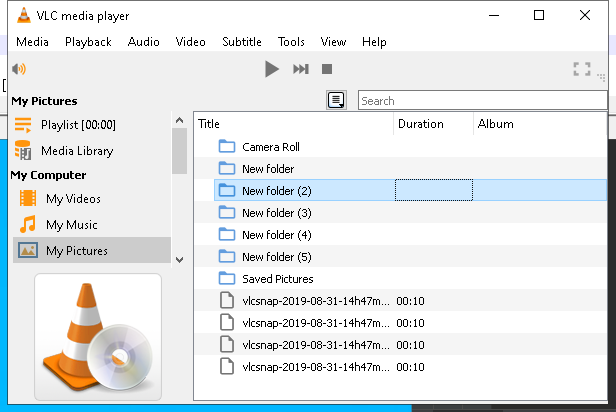 VLC media player
Media Playback Audio Video Subtitle Tools View Help
My Pictures
Playlist [00:00]
Media Library
My Computer
My Videos
My Music
My Pictures
Search
Title Duration Album
Camera Roll
New folder
New folder (2)
New folder (3)
New folder (4)
New folder (5)
Saved Pictures
vlcsnap-2019-08-31-14h47m... 00:10
vlcsnap-2019-08-31-14h47m... 00:10
vlcsnap-2019-08-31-14h47m... 00:10
vlcsnap-2019-08-31-14h47m... 00:10